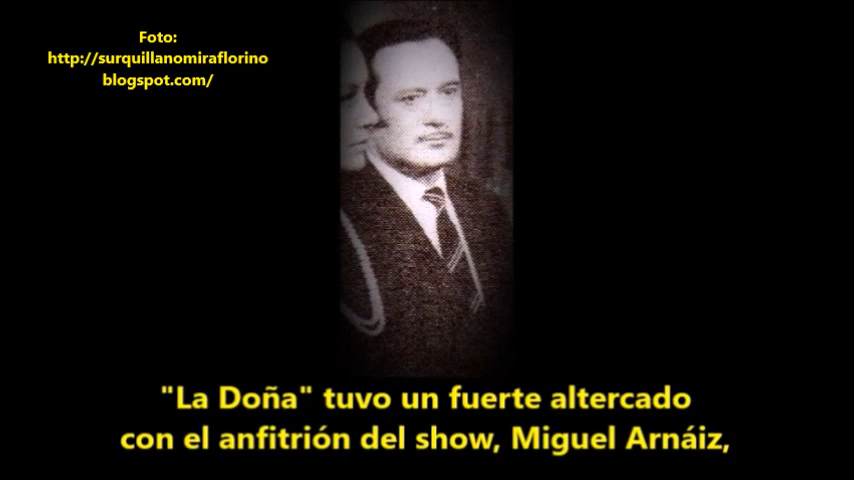 Foto:
http://surquillanomiraflorino
blogspot.com/
"La Doña" tuvo un fuerte altercado
con el anfitrión del show, Miguel Arnáiz,